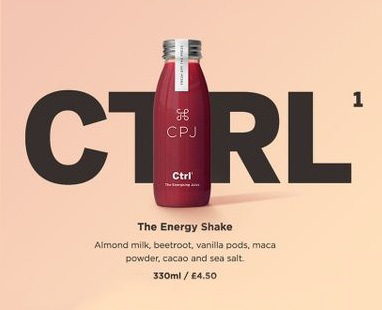 CTRL 1
CPJ
Ctrl'
The Energising Juice
The Energy Shake
Almond milk, beetroot, vanilla pods, maca
powder, cacao and sea salt.
330ml / £4.50